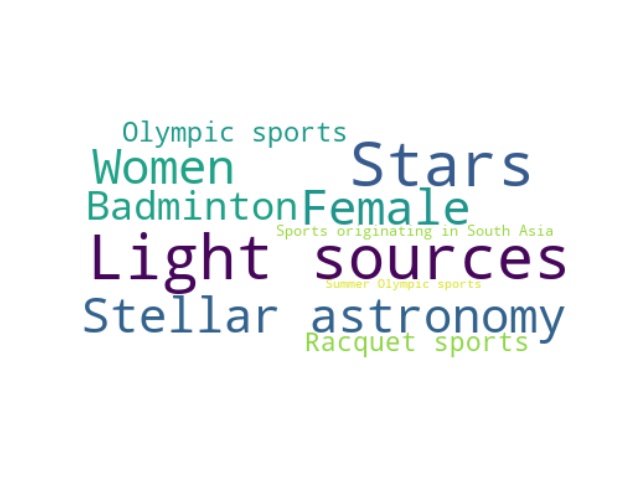 Olympic sports
Women Stars
Badminton Female
Sports originating in South Asia
Light sources
Summer Olympic sports
Stellar astronomy
Racquet sports